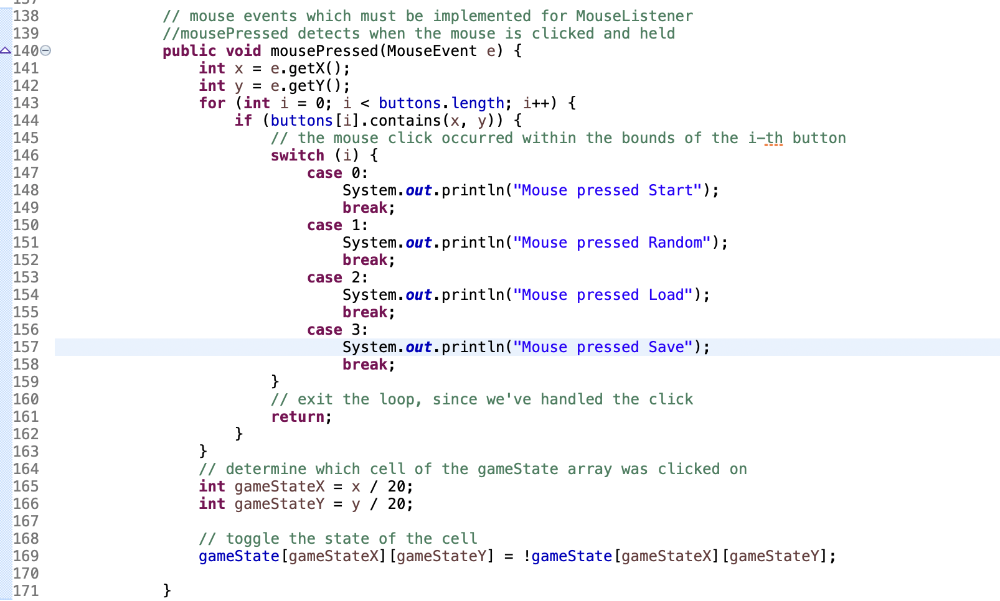 138 // mouse events which must be implemented for MouseListener
139 //mousePressed detects when the mouse is clicked and held
140 public void mousePressed(MouseEvent e) {
141 int x = e.getX();
142 int y = e.getY();
143 for (int i = 0; i < buttons.length; i++) {
144 if (buttons[i].contains(x, y)) {
145 // the mouse click occurred within the bounds of the i-th button
146 switch (i) {
147 case 0:
148 System.out.println("Mouse pressed Start");
149 break;
150 case 1:
151 System.out.println("Mouse pressed Random");
152 break;
153 case 2:
154 System.out.println("Mouse pressed Load");
155 break;
156 case 3:
157 System.out.println("Mouse pressed Save");
158 break;
159 }
160 // exit the loop, since we've handled the click
161 return;
162 }
163 }
164 // determine which cell of the gameState array was clicked on
165 int gameStateX = x / 20;
166 int gameStateY = y / 20;
167
168 // toggle the state of the cell
169 gameState[gameStateX][gameStateY] = !gameState[gameStateX][gameStateY];
170
171 }